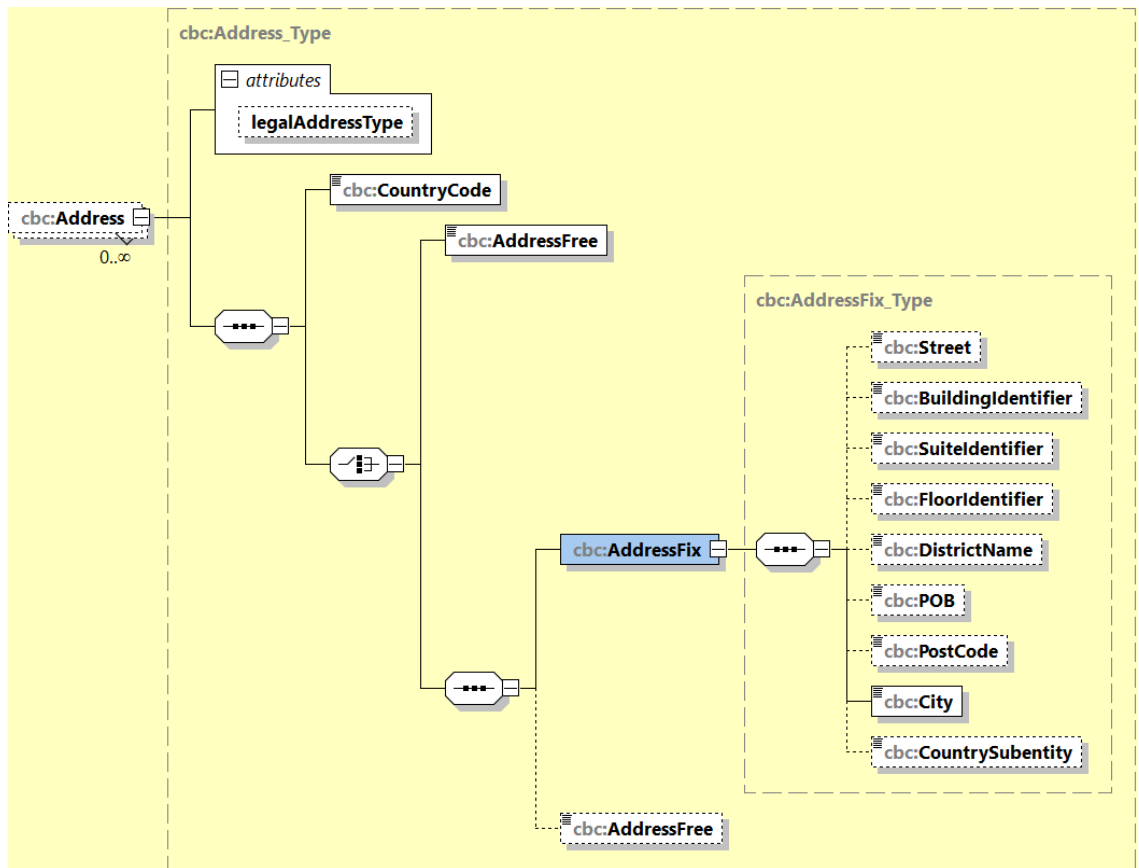 cbc:Address_Type
attributes
legalAddressType
cbc:CountryCode
cbc:Address
0..∞
cbc:AddressFree
cbc:AddressFix_Type
cbc:Street
cbc:BuildingIdentifier
cbc:SuiteIdentifier
cbc:FloorIdentifier
cbc:AddressFix
cbc:DistrictName
cbc:POB
cbc:PostCode
cbc:City
cbc:CountrySubentity
cbc:AddressFree